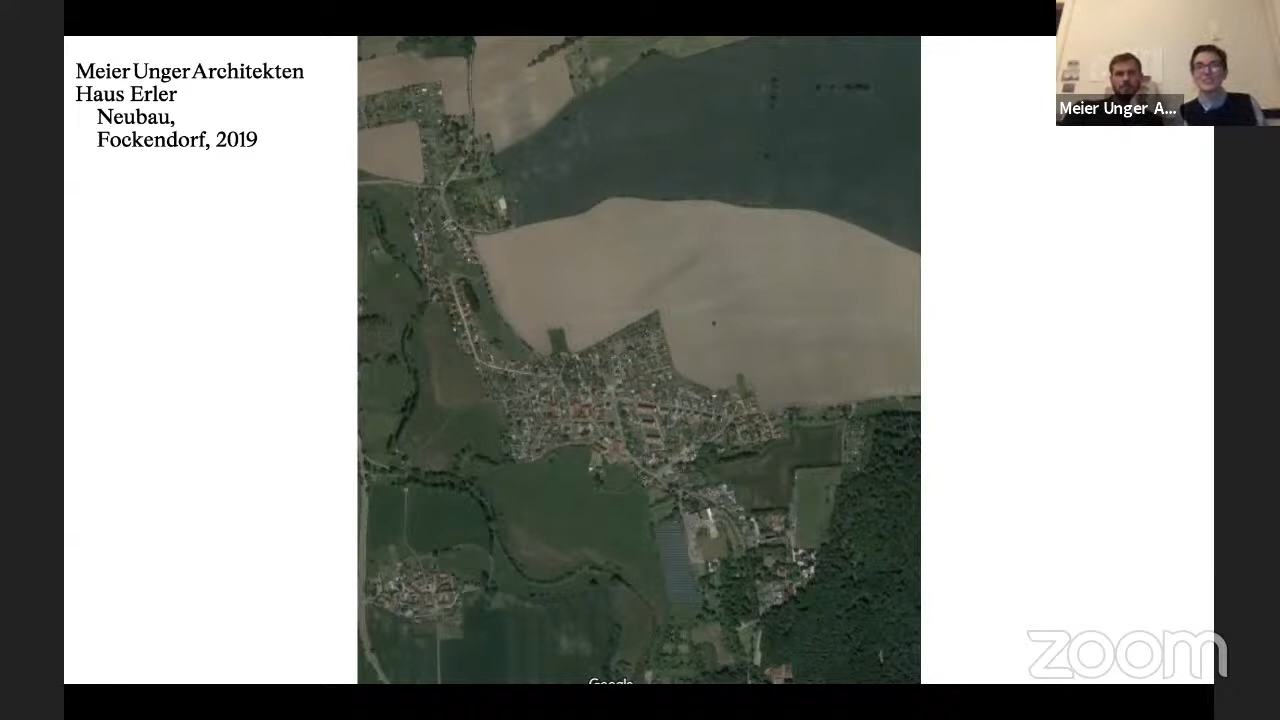 Meier Unger Architekten
Haus Erler
Neubau,
Fockendorf, 2019
Meier Unger A...
Google
zoom